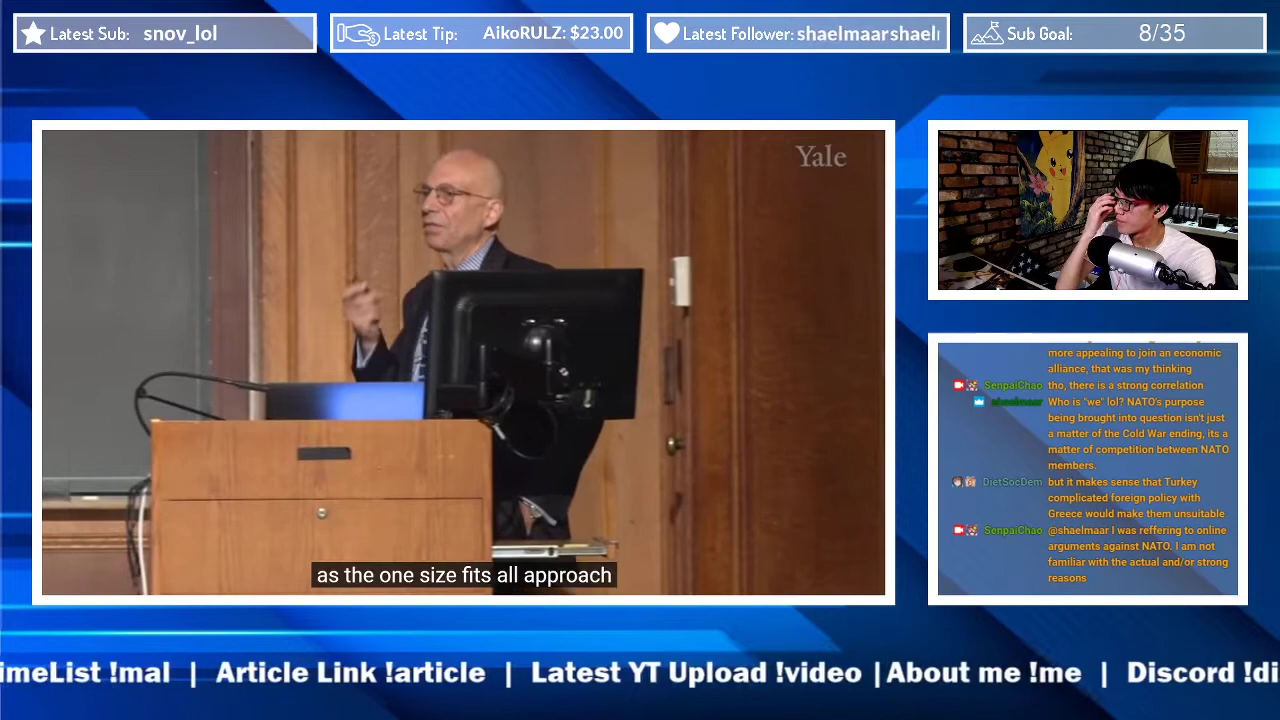 Latest Sub: snov_lol
Latest Tip: AikoRULZ: $23.00
Latest Follower: shaelmaarshael
Sub Goal: 8/35
Yale
as the one size fits all approach
more appealing to join an economic
alliance, that was my thinking
SenpaiChao tho, there is a strong correlation
shaelmaar Who is "we" lol? NATO's purpose
being brought into question isn't just
a matter of the Cold War ending, its a
matter of competition between NATO
members.
DietSocDem but it makes sense that Turkey
complicated foreign policy with
Greece would make them unsuitable
SenpaiChao @shaelmaar I was reffering to online
arguments against NATO. I am not
familiar with the actual and/or strong
reasons
imeList !mal | Article Link !article | Latest YT Upload !video | About me !me | Discord !di